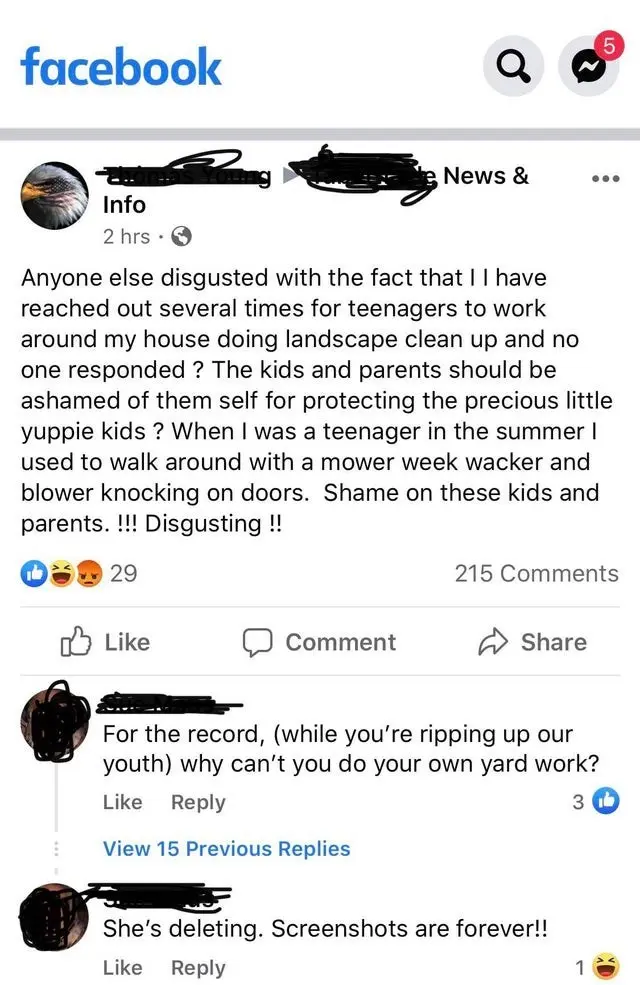 facebook
5
News &
Info
2 hrs ·
Anyone else disgusted with the fact that I I have
reached out several times for teenagers to work
around my house doing landscape clean up and no
one responded ? The kids and parents should be
ashamed of them self for protecting the precious little
yuppie kids ? When I was a teenager in the summer I
used to walk around with a mower week wacker and
blower knocking on doors.  Shame on these kids and
parents. !!! Disgusting !!
29
215 Comments
Like
Comment
Share
For the record, (while you're ripping up our
youth) why can't you do your own yard work?
Like Reply
3
View 15 Previous Replies
She's deleting. Screenshots are forever!!
Like Reply
1